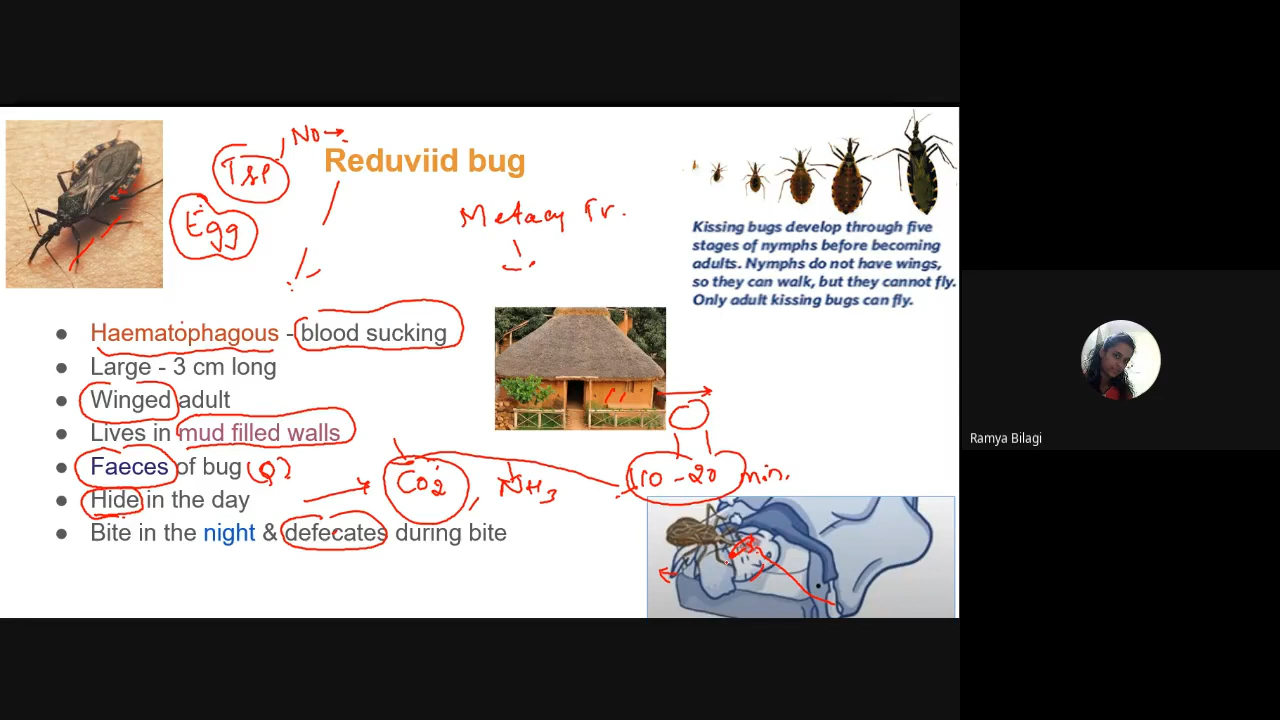 No →
Reduviid bug
Tsp
Egg
Metacy Tr.
Kissing bugs develop through five
stages of nymphs before becoming
adults. Nymphs do not have wings,
so they can walk, but they cannot fly.
Only adult kissing bugs can fly.
● Haematophagous - blood sucking
● Large - 3 cm long
● Winged adult
● Lives in mud filled walls
● Faeces of bug
● Hide in the day
● Bite in the night & defecates during bite
CO2, NH3
10-20 min.
Ramya Bilagi